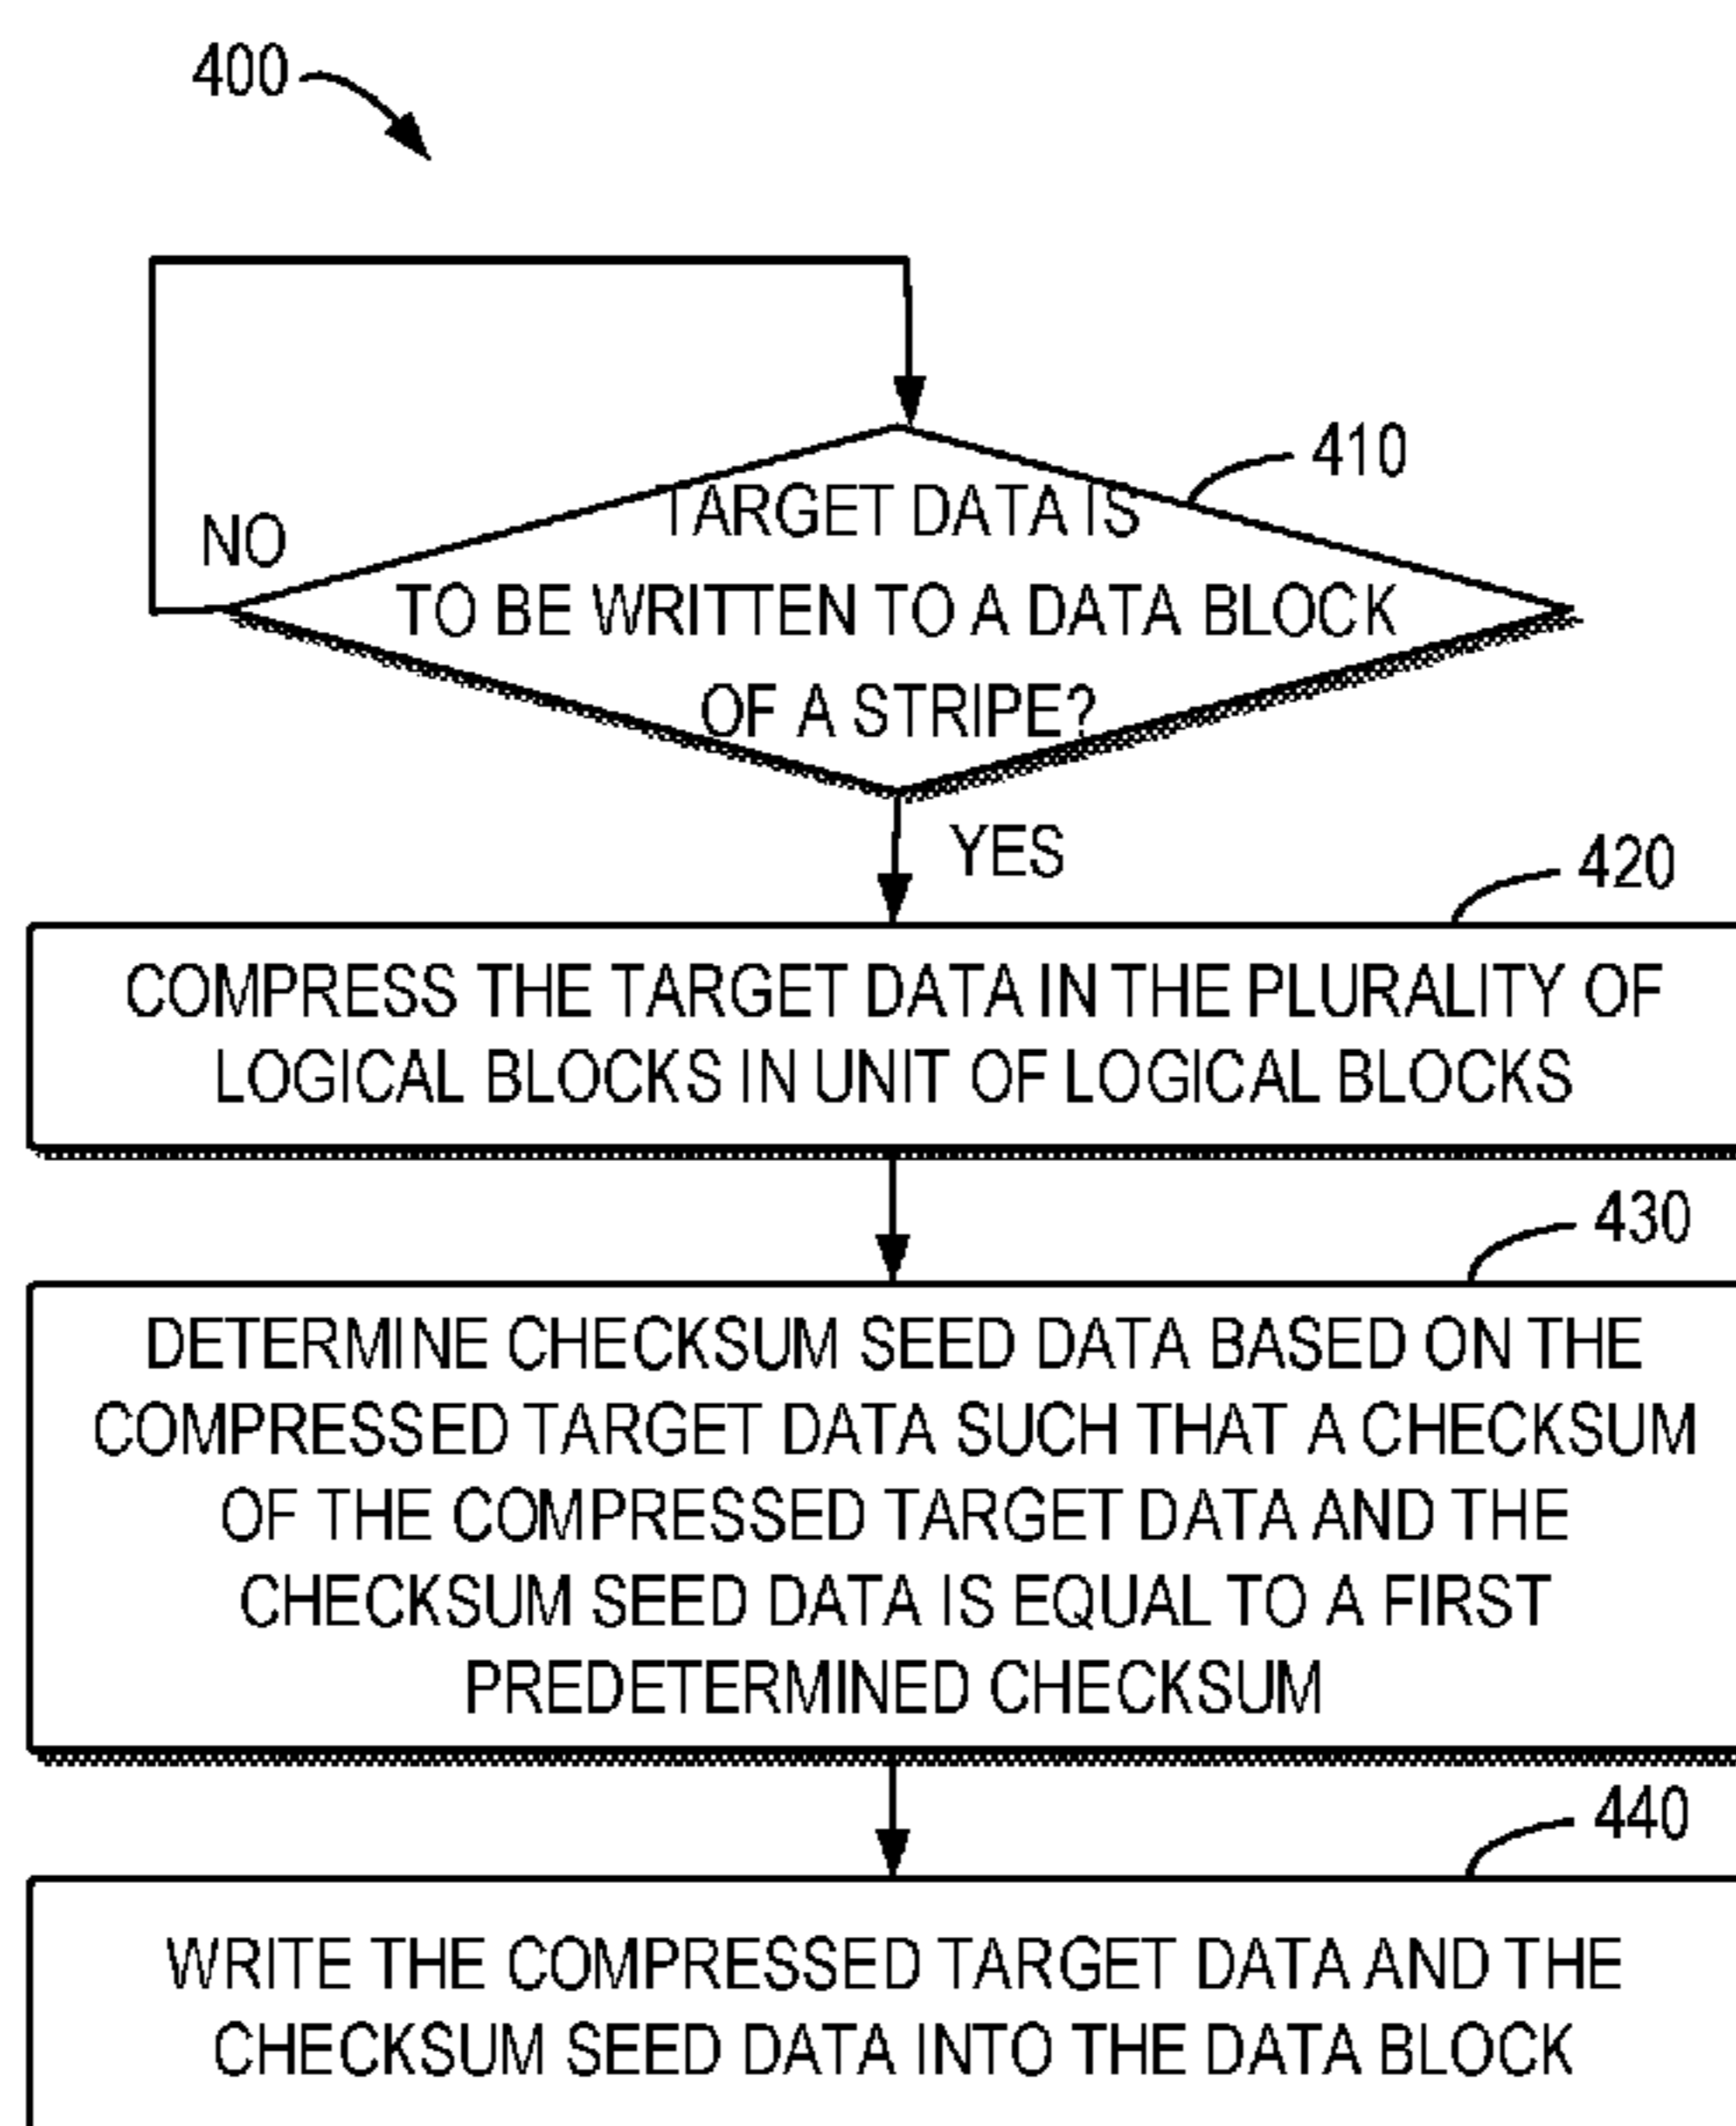 400
410
TARGET DATA IS
NO
TO BE WRITTEN TO A DATA BLOCK
OF A STRIPE?
YES
420
COMPRESS THE TARGET DATA IN THE PLURALITY OF
LOGICAL BLOCKS IN UNIT OF LOGICAL BLOCKS
430
DETERMINE CHECKSUM SEED DATA BASED ON THE
COMPRESSED TARGET DATA SUCH THAT A CHECKSUM
OF THE COMPRESSED TARGET DATA AND THE
CHECKSUM SEED DATA IS EQUAL TO A FIRST
PREDETERMINED CHECKSUM
440
WRITE THE COMPRESSED TARGET DATA AND THE
CHECKSUM SEED DATA INTO THE DATA BLOCK